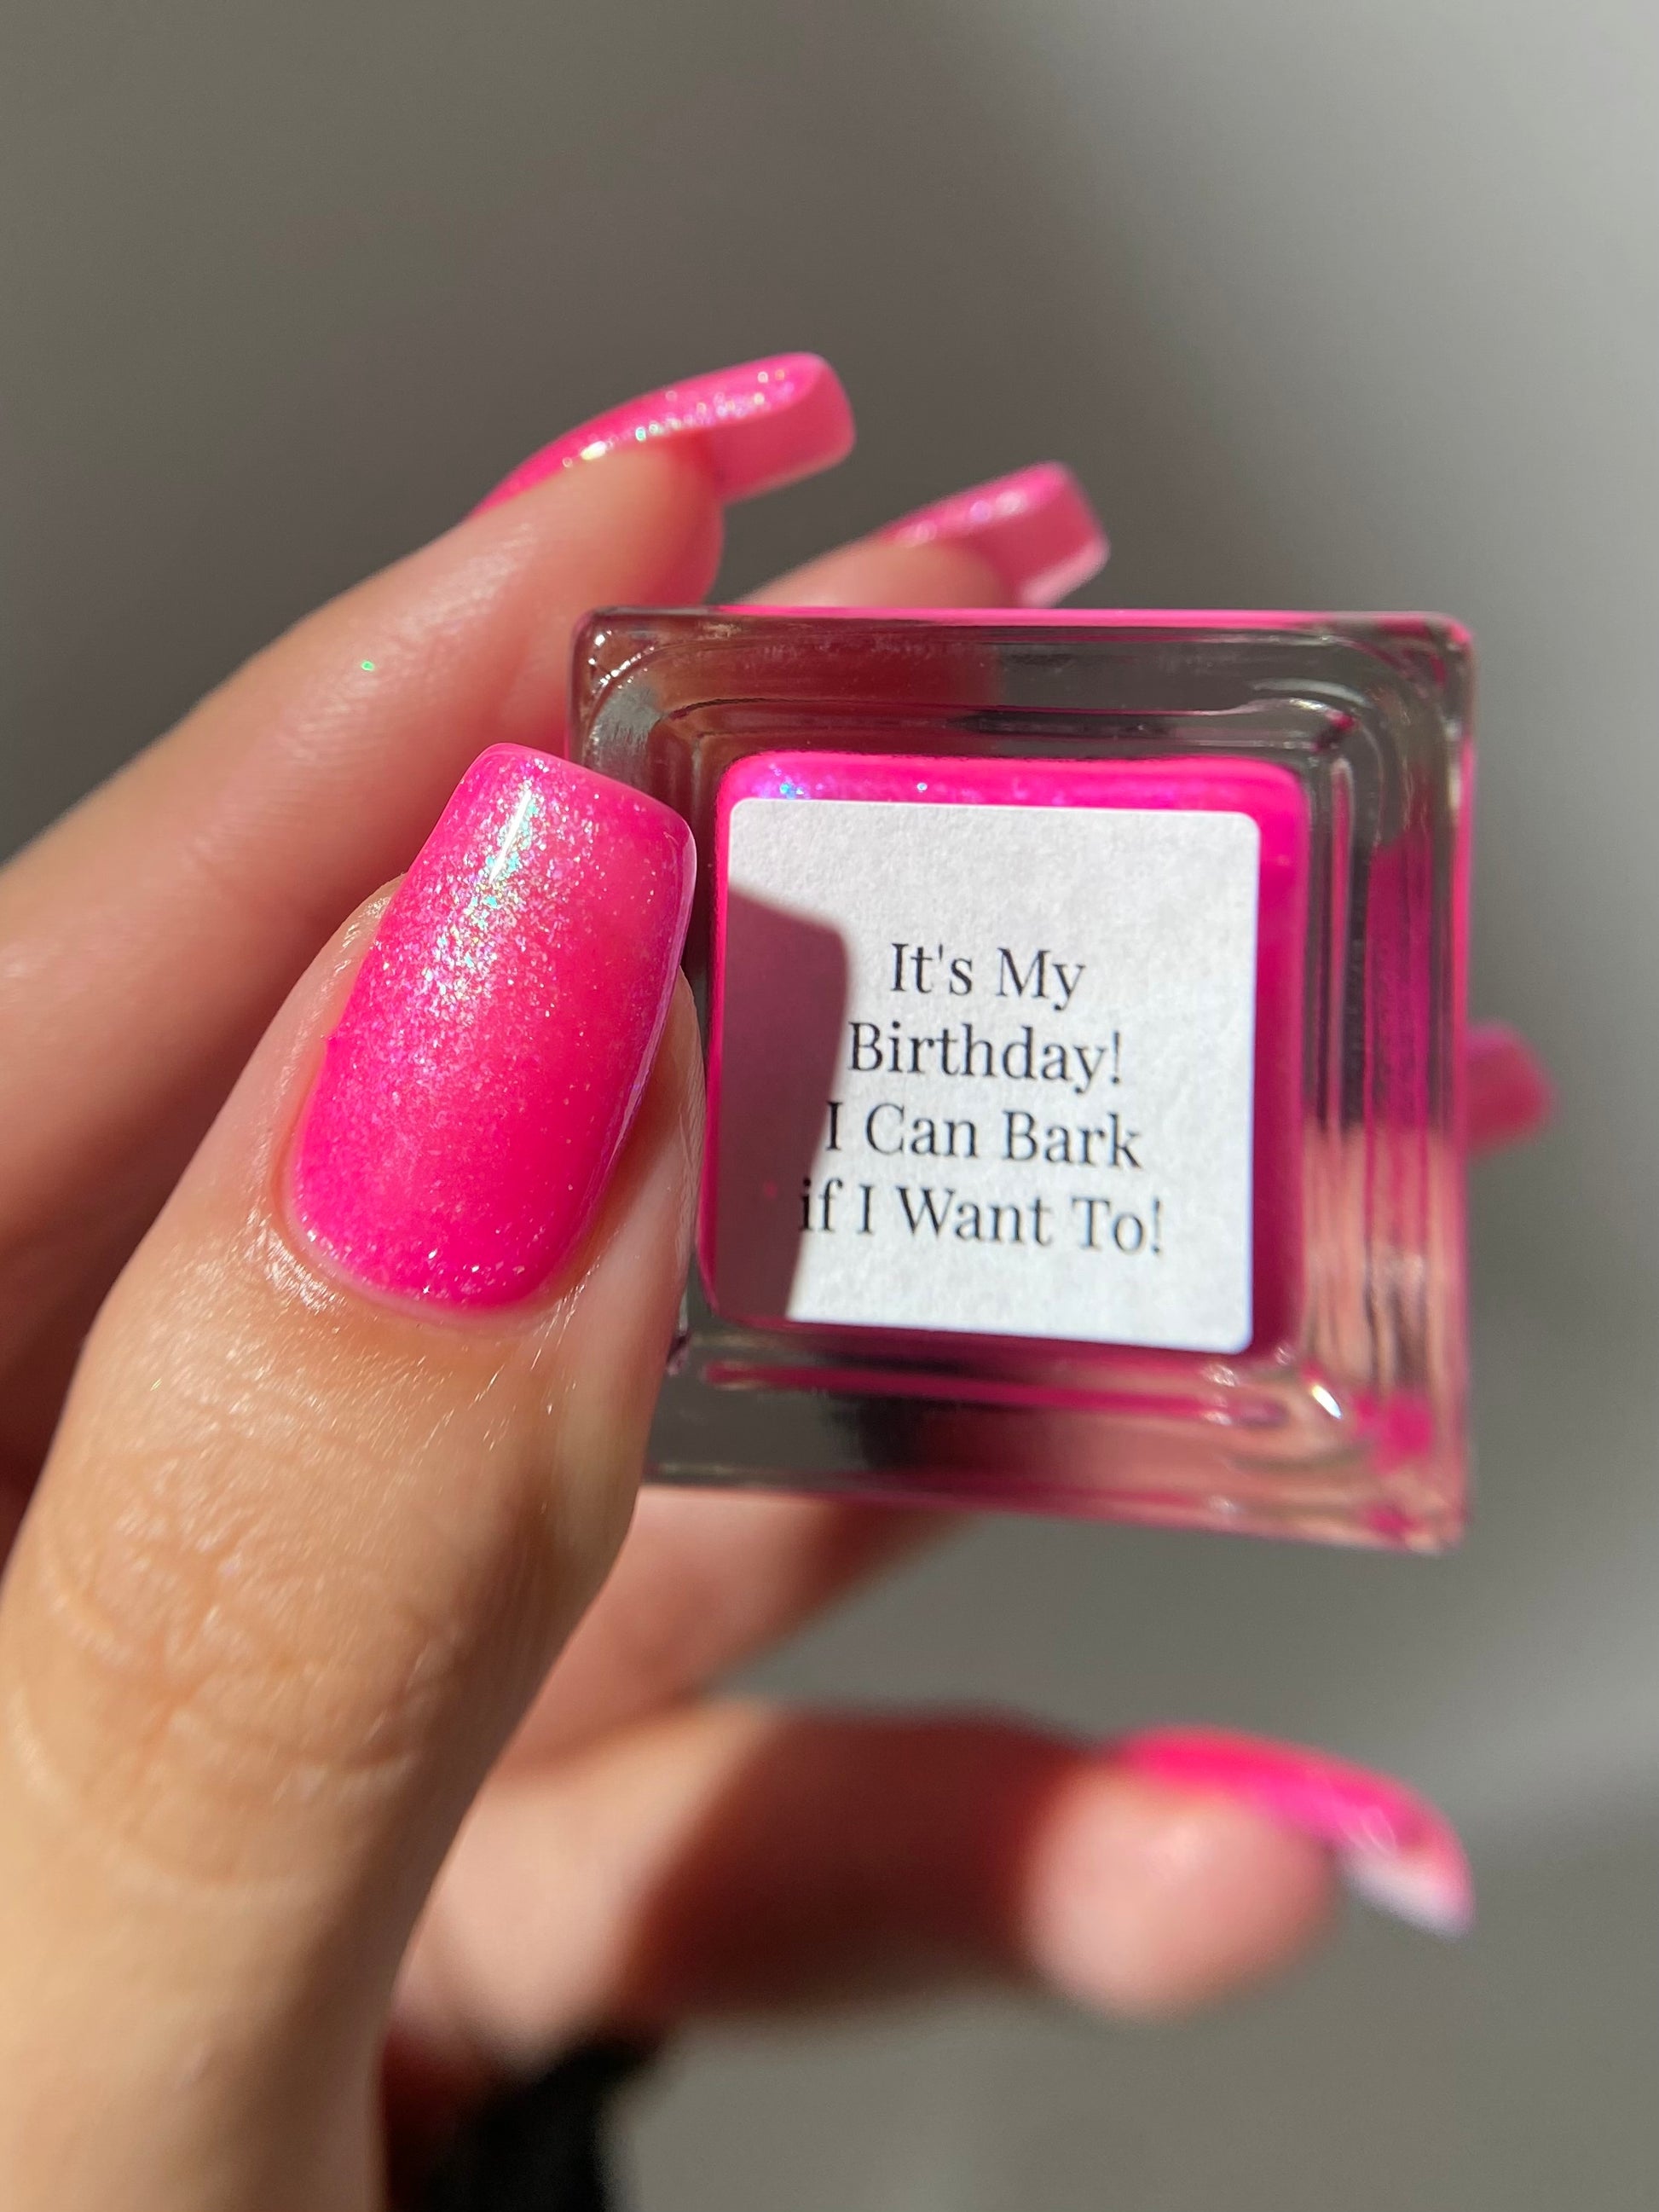 It's My
Birthday!
I Can Bark
if I Want To!